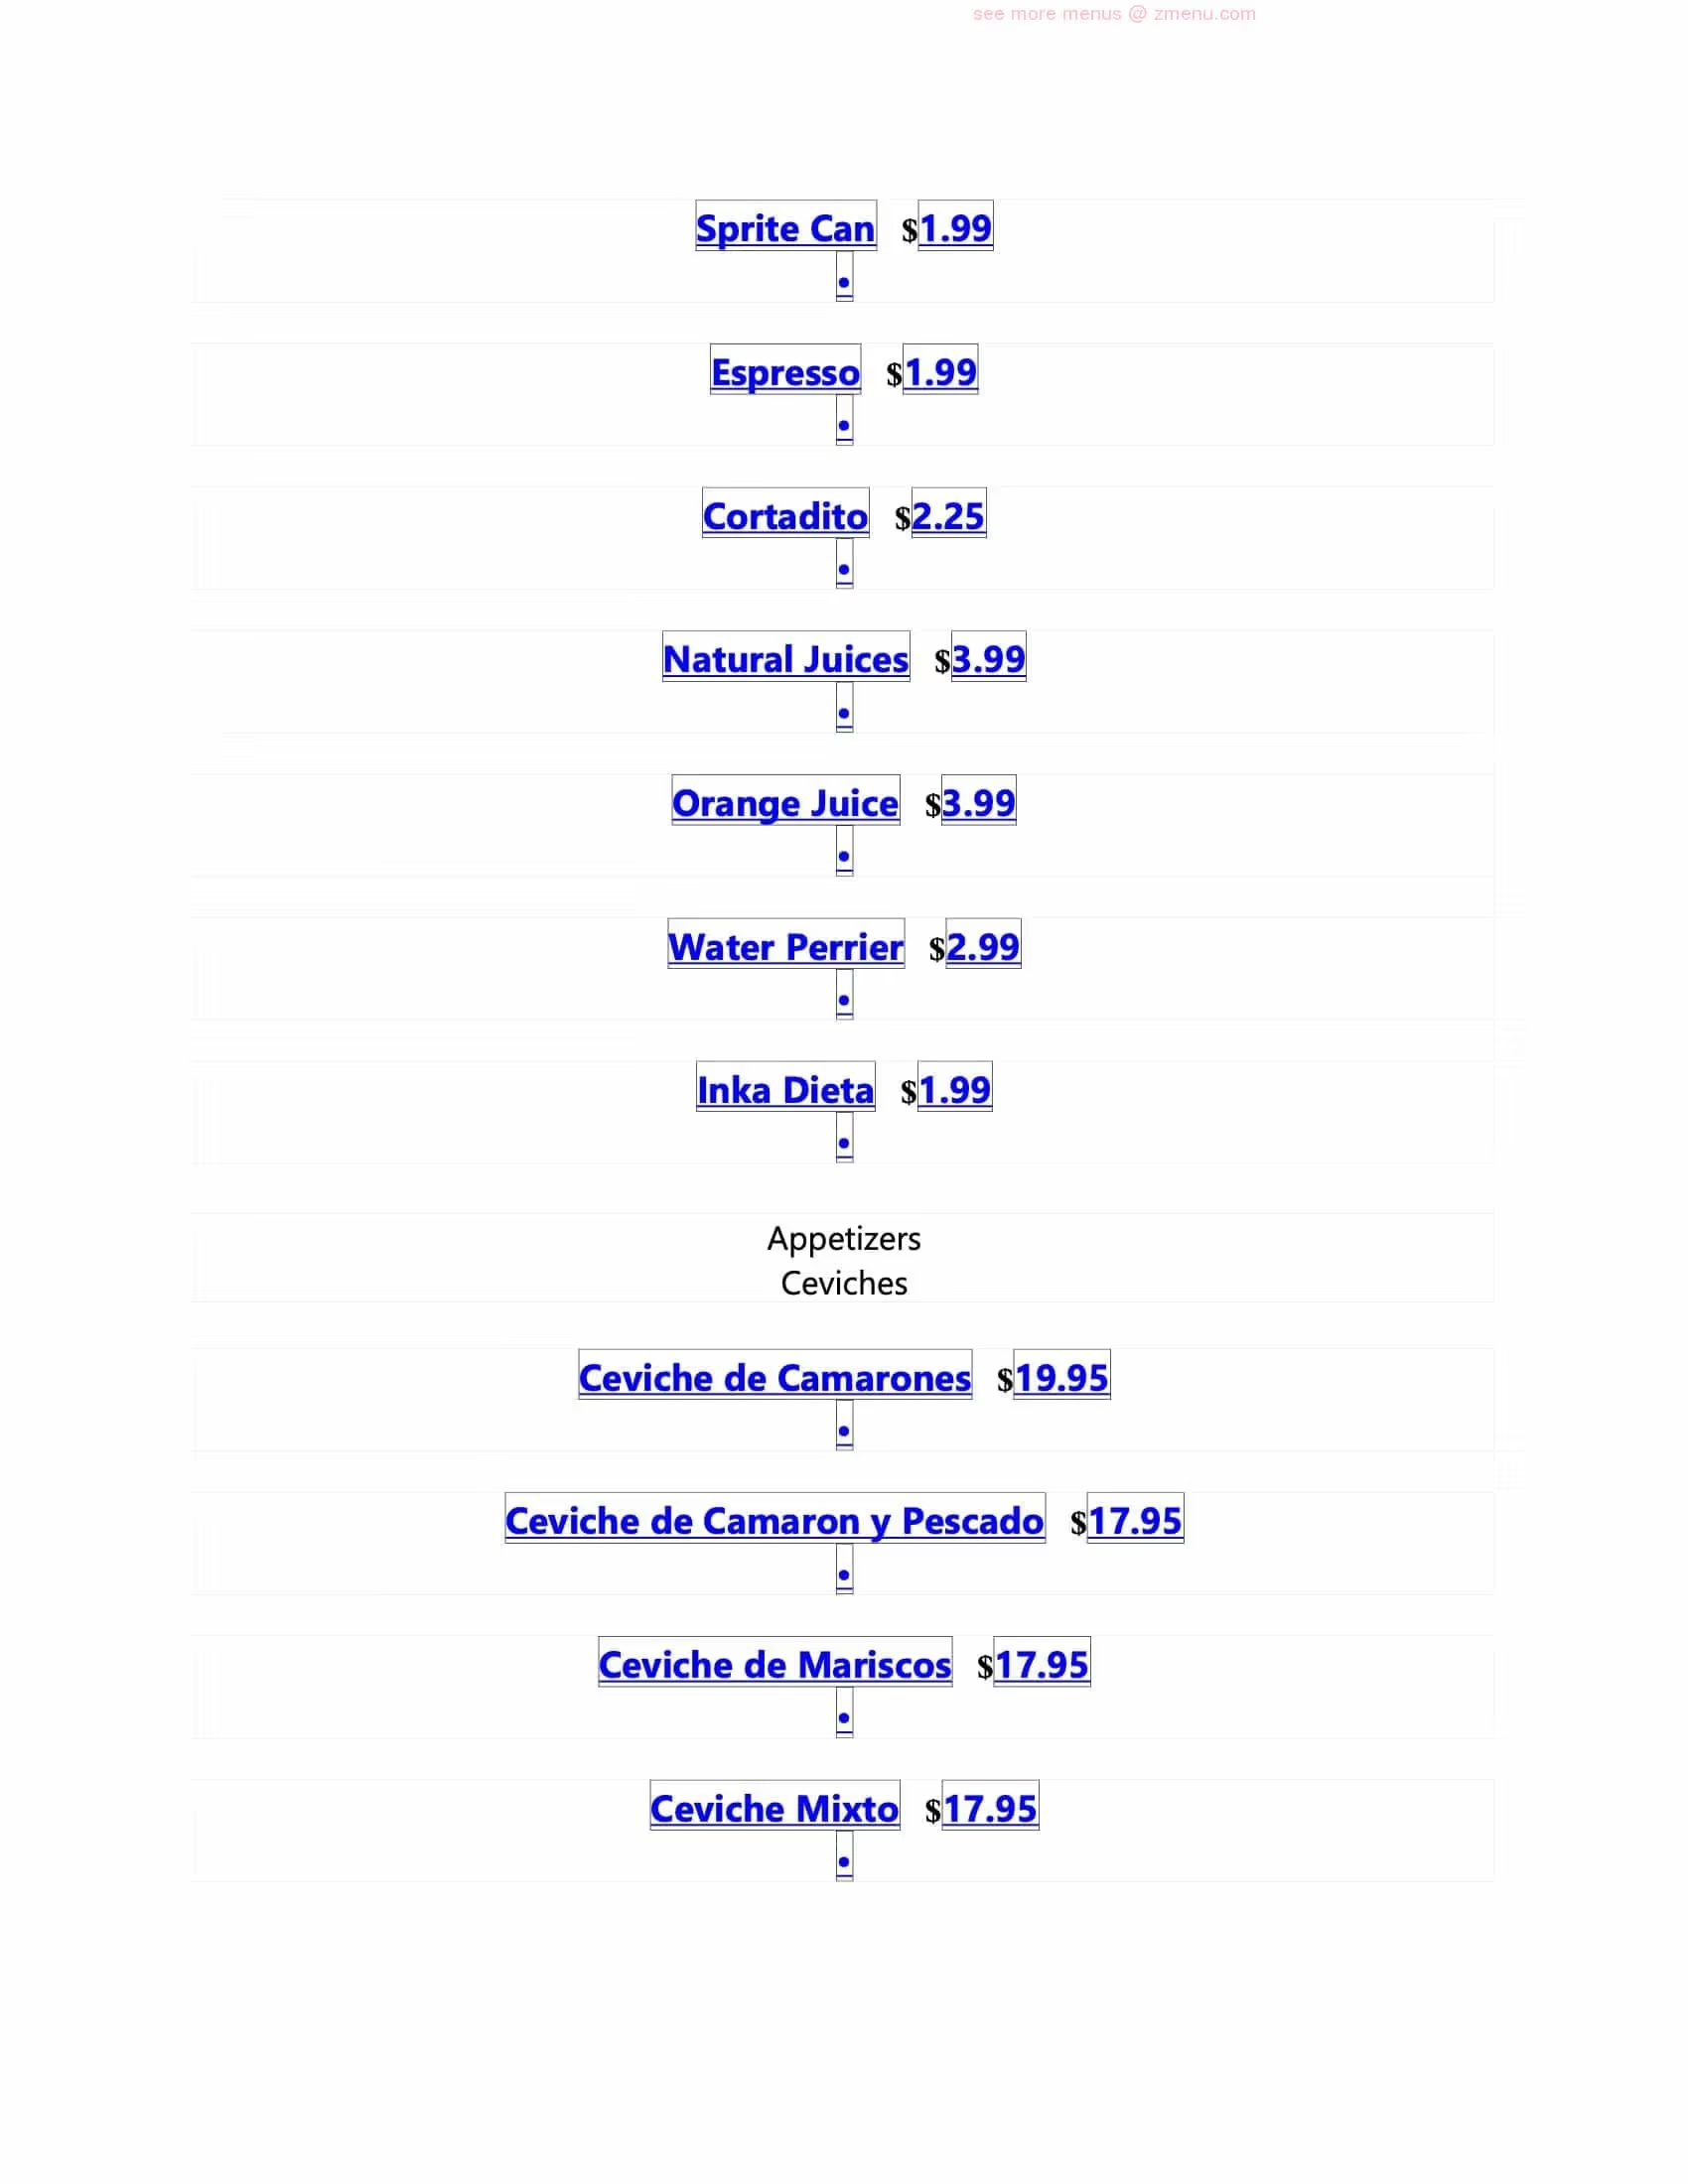 see more menus @ zmenu.com
Sprite Can $1.99
•
Espresso $1.99
•
Cortadito $2.25
•
Natural Juices $3.99
•
Orange Juice $3.99
•
Water Perrier $2.99
•
Inka Dieta $1.99
•
Appetizers
Ceviches
Ceviche de Camarones $19.95
•
Ceviche de Camaron y Pescado $17.95
•
Ceviche de Mariscos $17.95
•
Ceviche Mixto $17.95
•